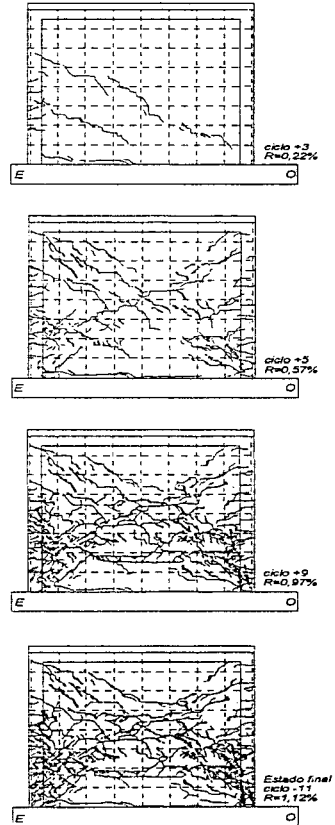 ciclo +3
R=0,22%
E O
ciclo +5
R=0,57%
E O
ciclo +9
R=0,97%
E O
Estado final
ciclo -11
R=1,12%
E O